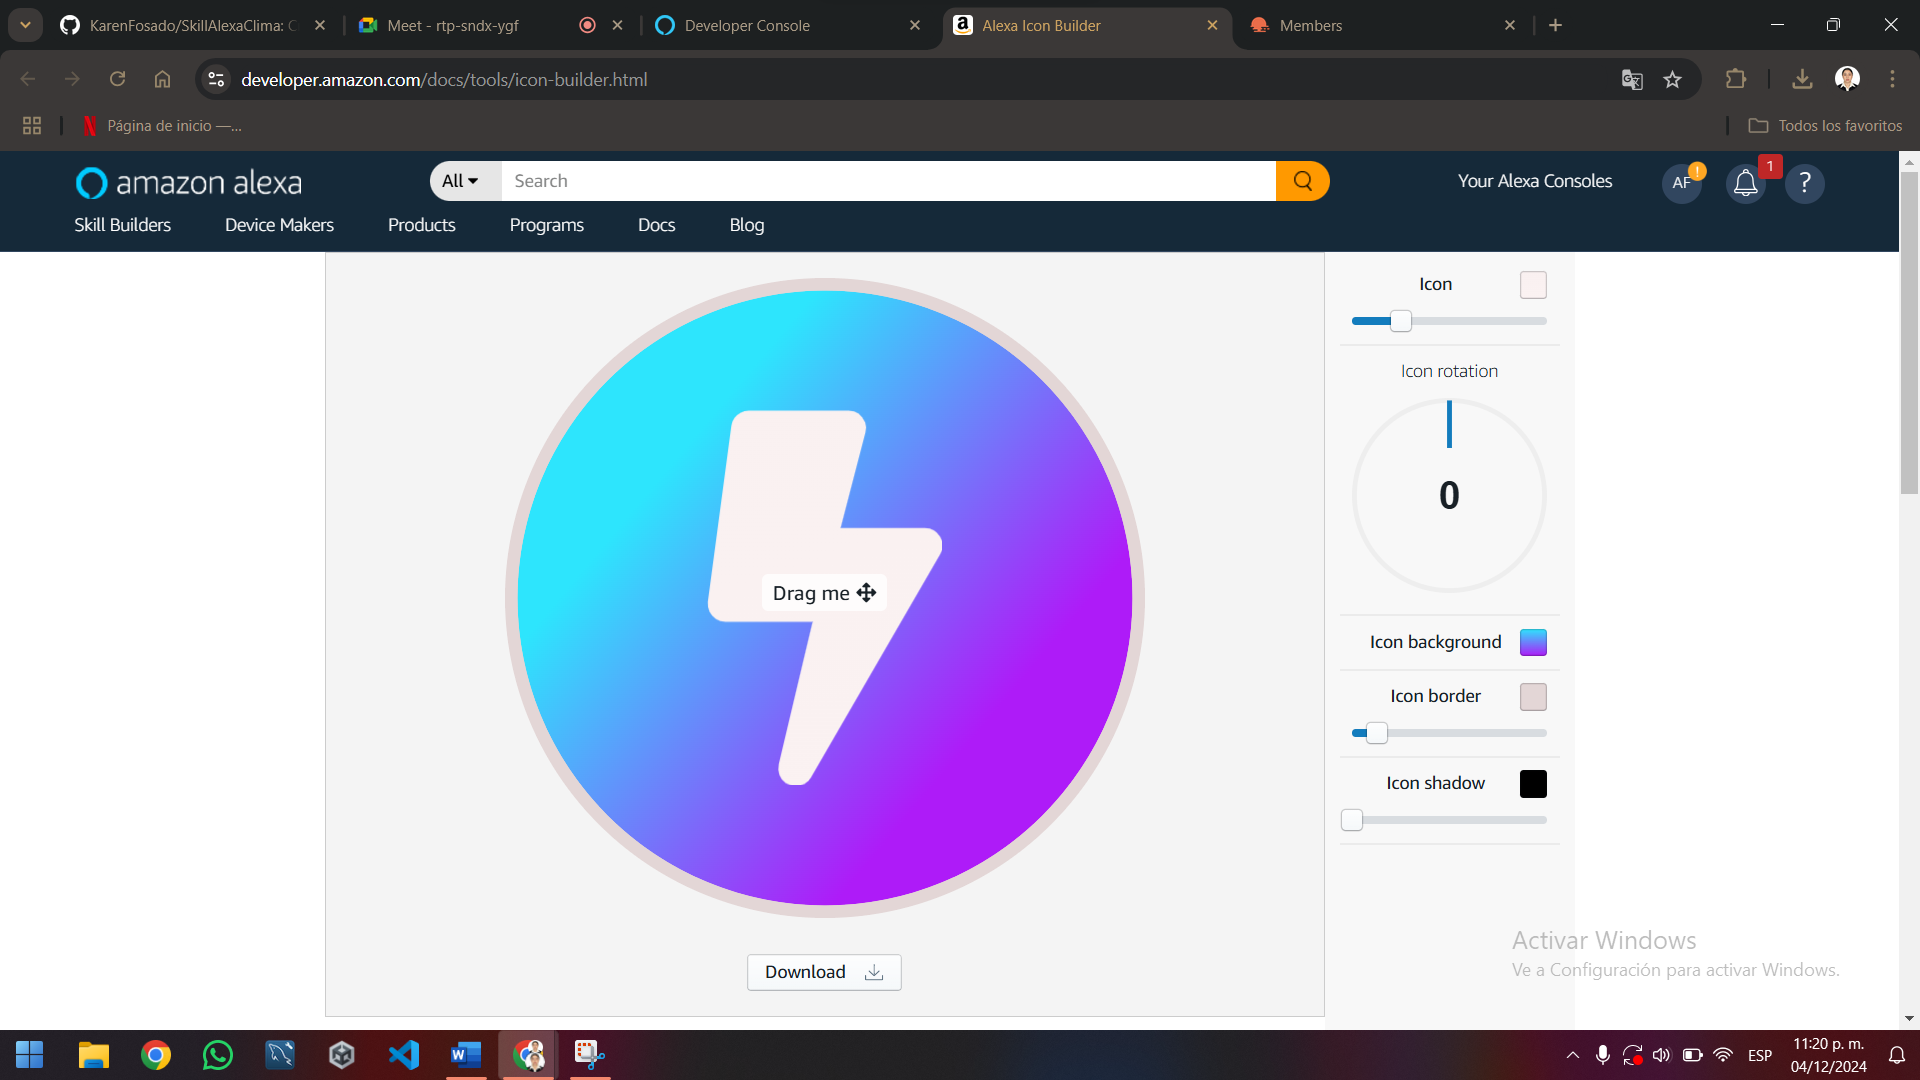 KarenFosado/SkillAlexaClima: C
Meet - rtp-sndx-ygf
Developer Console
Alexa Icon Builder
Members
developer.amazon.com/docs/tools/icon-builder.html
Página de inicio —...
Todos los favoritos
amazon alexa
All
Search
Your Alexa Consoles
AF
!
1
?
Skill Builders
Device Makers
Products
Programs
Docs
Blog
Icon
Icon rotation
0
Drag me
Icon background
Icon border
Icon shadow
Download
Activar Windows
Ve a Configuración para activar Windows.
ESP
11:20 p. m.
04/12/2024